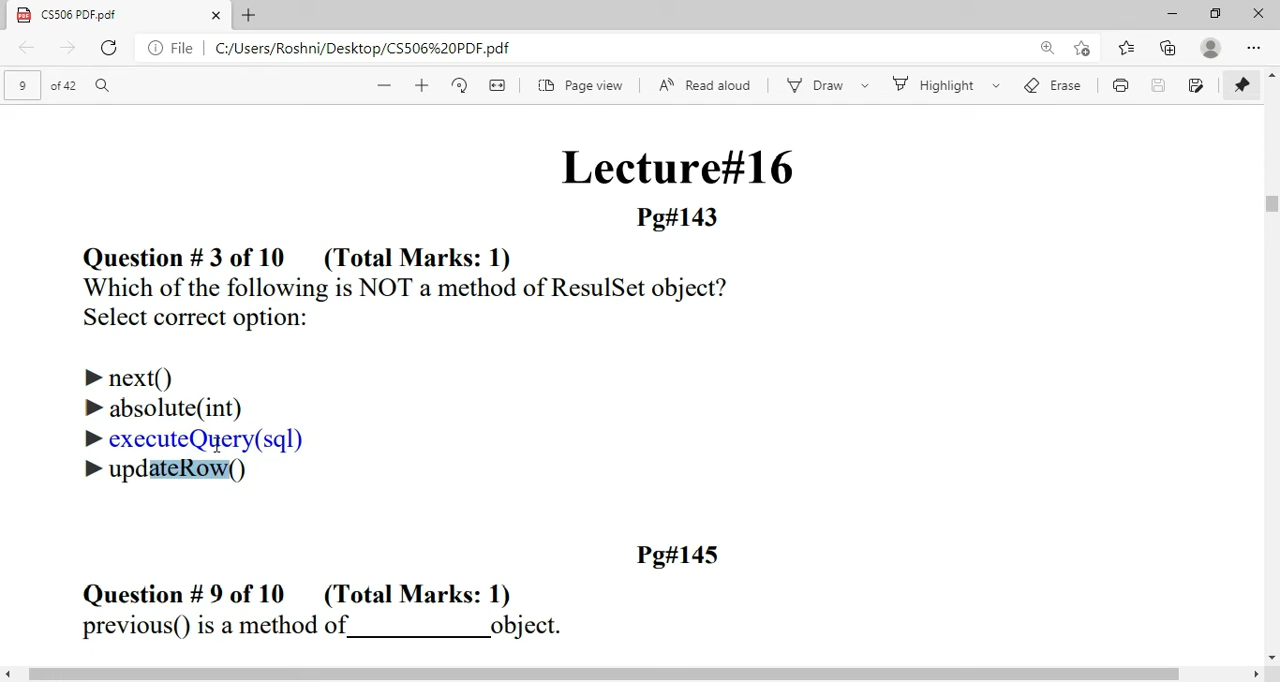 CS506 PDF.pdf
File
C:/Users/Roshni/Desktop/CS506%20PDF.pdf
9 of 42
Page view
Read aloud
Draw
Highlight
Erase
Lecture#16
Pg#143
Question # 3 of 10 (Total Marks: 1)
Which of the following is NOT a method of ResulSet object?
Select correct option:
► next()
► absolute(int)
► executeQuery(sql)
► updateRow()
Pg#145
Question # 9 of 10 (Total Marks: 1)
previous() is a method of____________object.